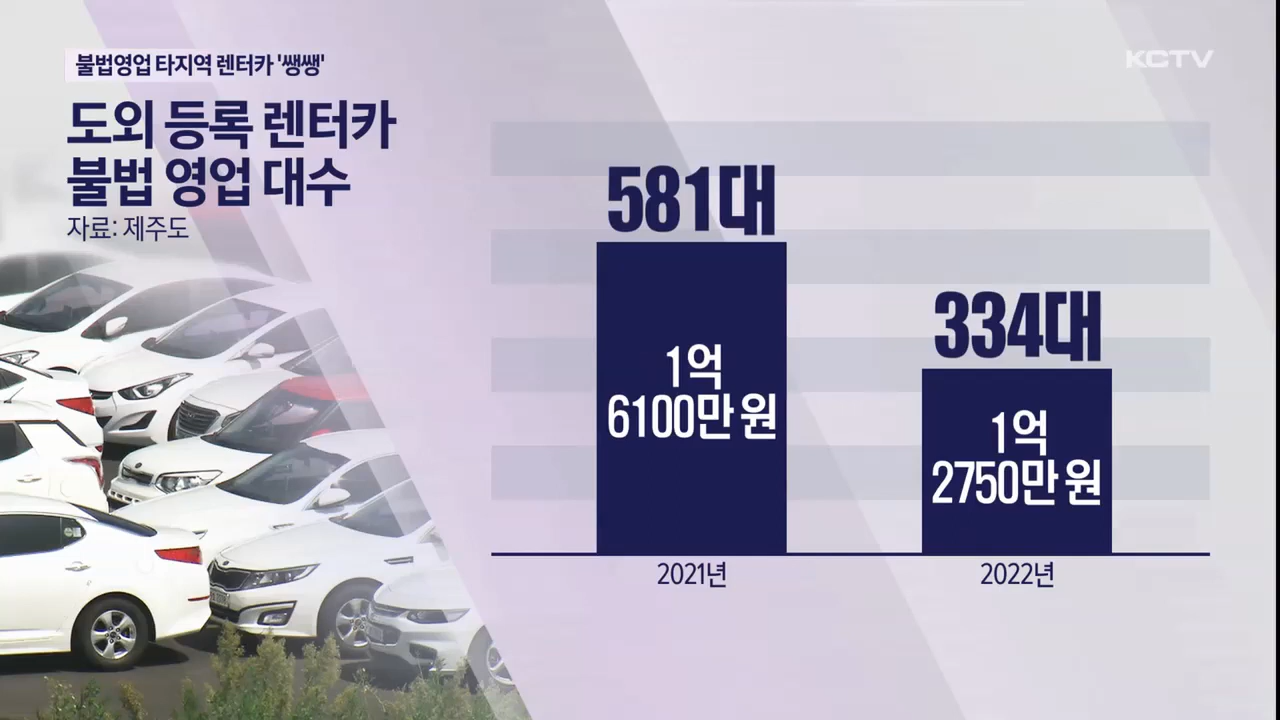 불법영업 타지역 렌터카 '쌩쌩'
KCTV
도외 등록 렌터카
불법 영업 대수
자료: 제주도
581대
1억
6100만 원
2021년
334대
1억
2750만 원
2022년